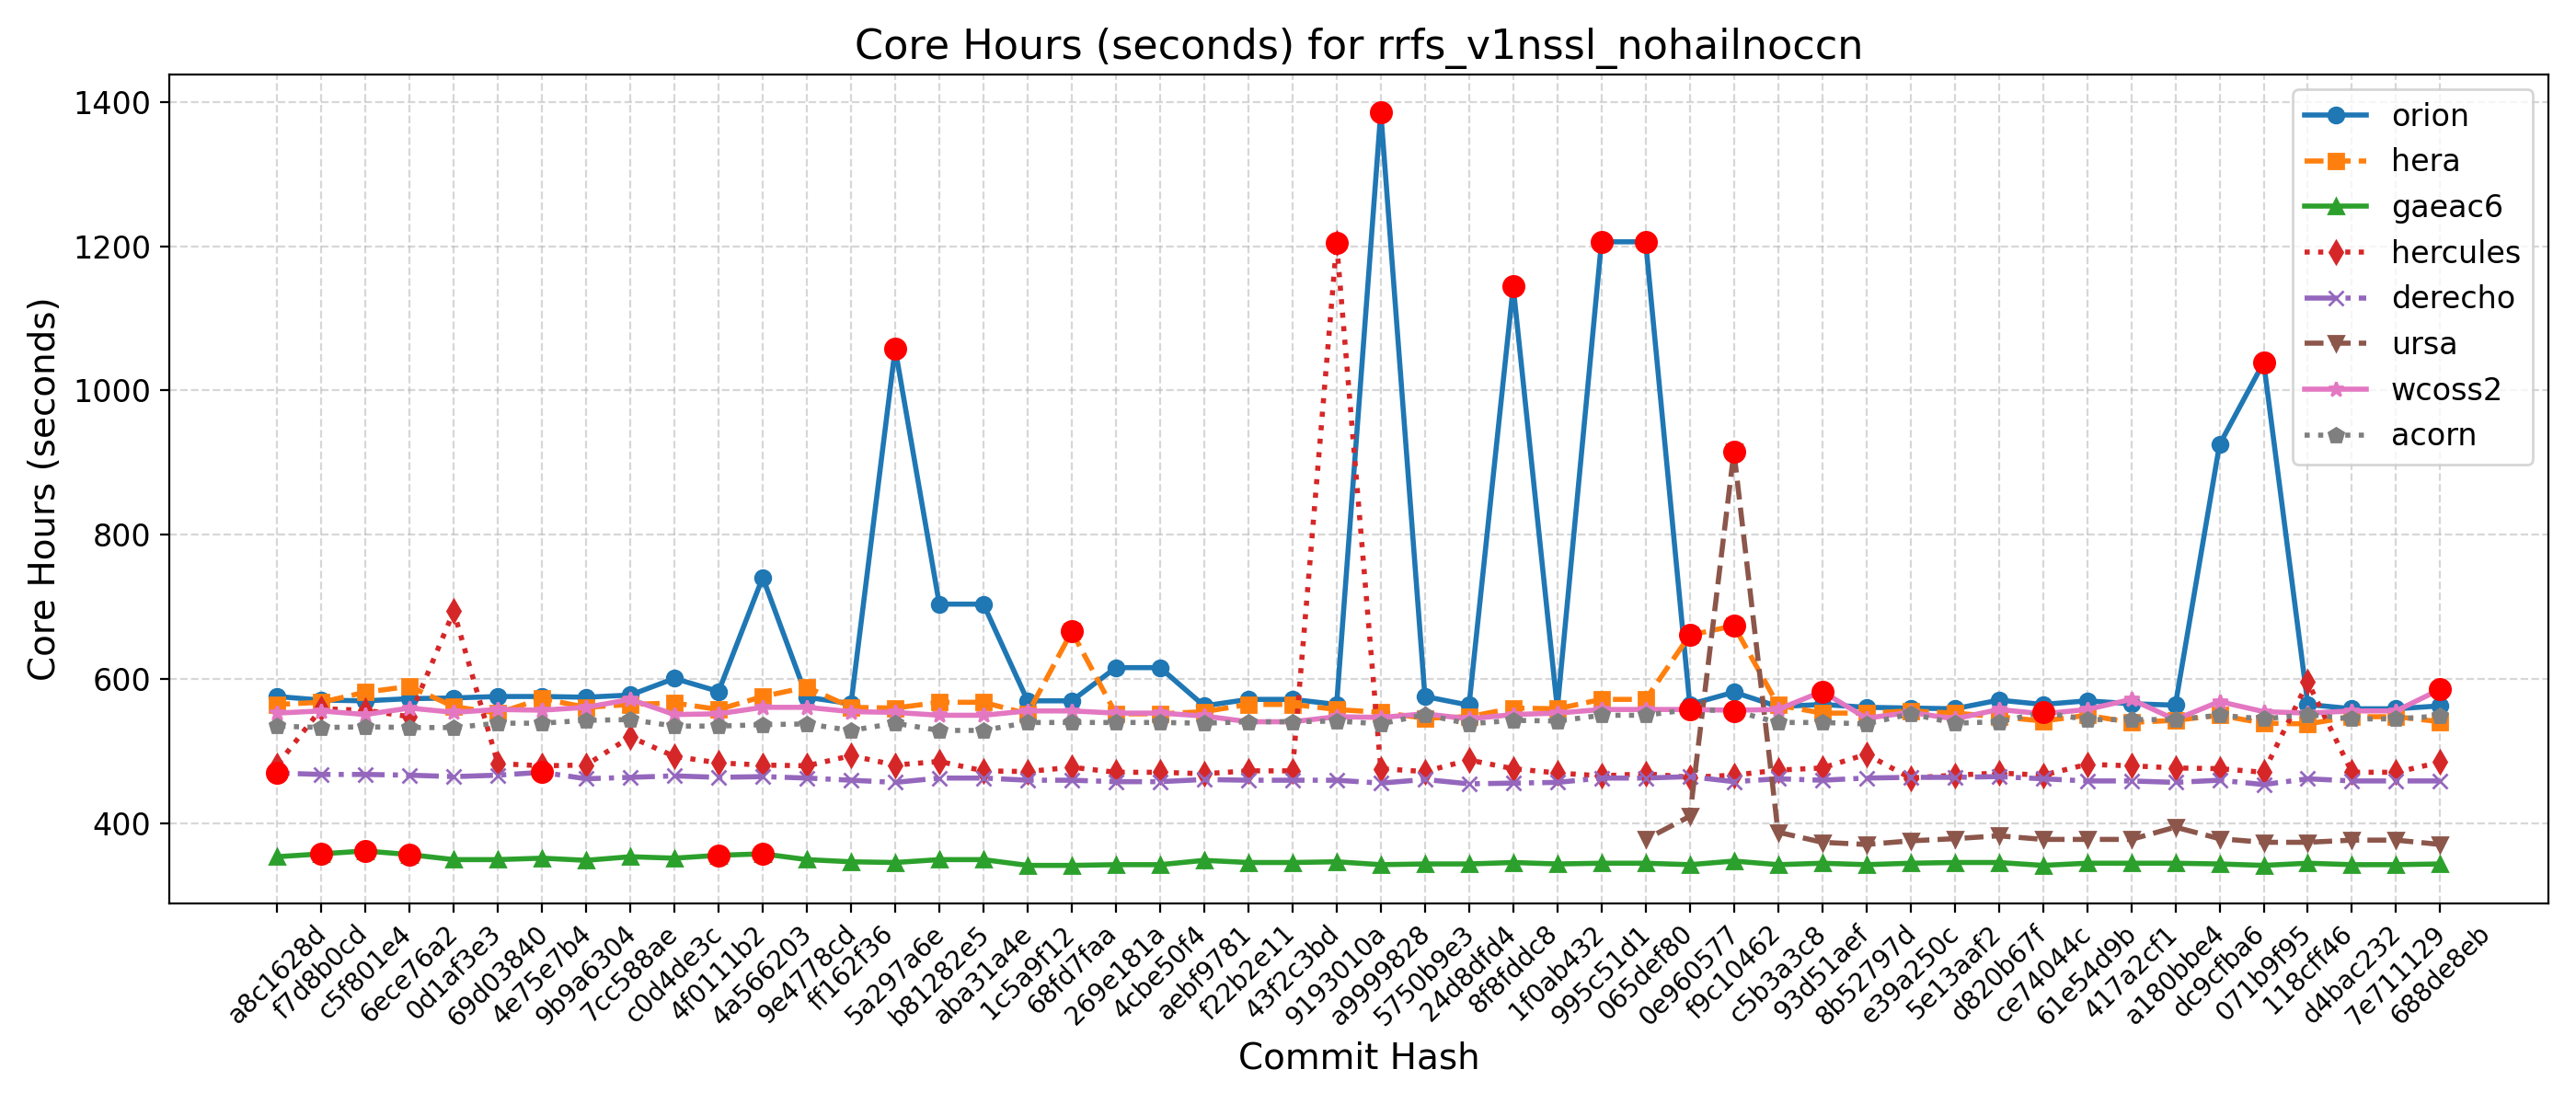 Core Hours (seconds) for rrfs_v1nssl_nohailnoccn
Core Hours (seconds)
1400
1200
1000
800
600
400
orion
hera
gaeac6
hercules
derecho
ursa
wcoss2
acorn
a8c1628d
f7d8b0cd
c5f801e4
6ece76a2
0d1af3e3
69d03840
4e75e7b4
9b9a6304
7cc588ae
c0d4de3c
4f0111b2
4a566203
9e4778cd
ff162f36
5a297a6e
b81282e5
aba31a4e
1c5a9f12
68fd7faa
269e181a
4cbe50f4
aebf9781
f22b2e11
43f2c3bd
9193010a
a9999828
5750b9e3
24d8dfd4
8f8fddc8
1f0ab432
995c51d1
065def80
0e960577
f9c10462
c5b3a3c8
93d51aef
8b52797d
e39a250c
5e13aaf2
d820b67f
ce74044c
61e54d9b
417a2cf1
a180bbe4
dc9cfba6
071b9f95
118cff46
d4bac232
7e711129
688de8eb
Commit Hash